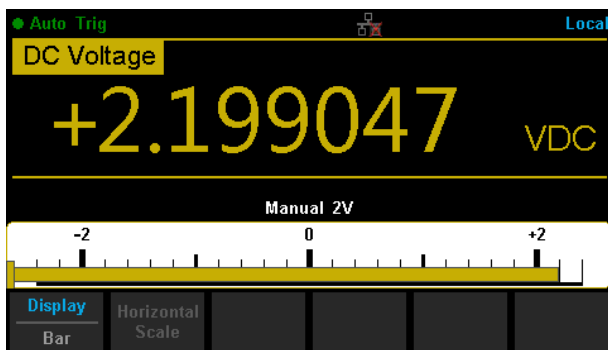 Auto Trig Local
DC Voltage
+2.199047 VDC
Manual 2V
-2 0 +2
Display Horizontal
Bar Scale